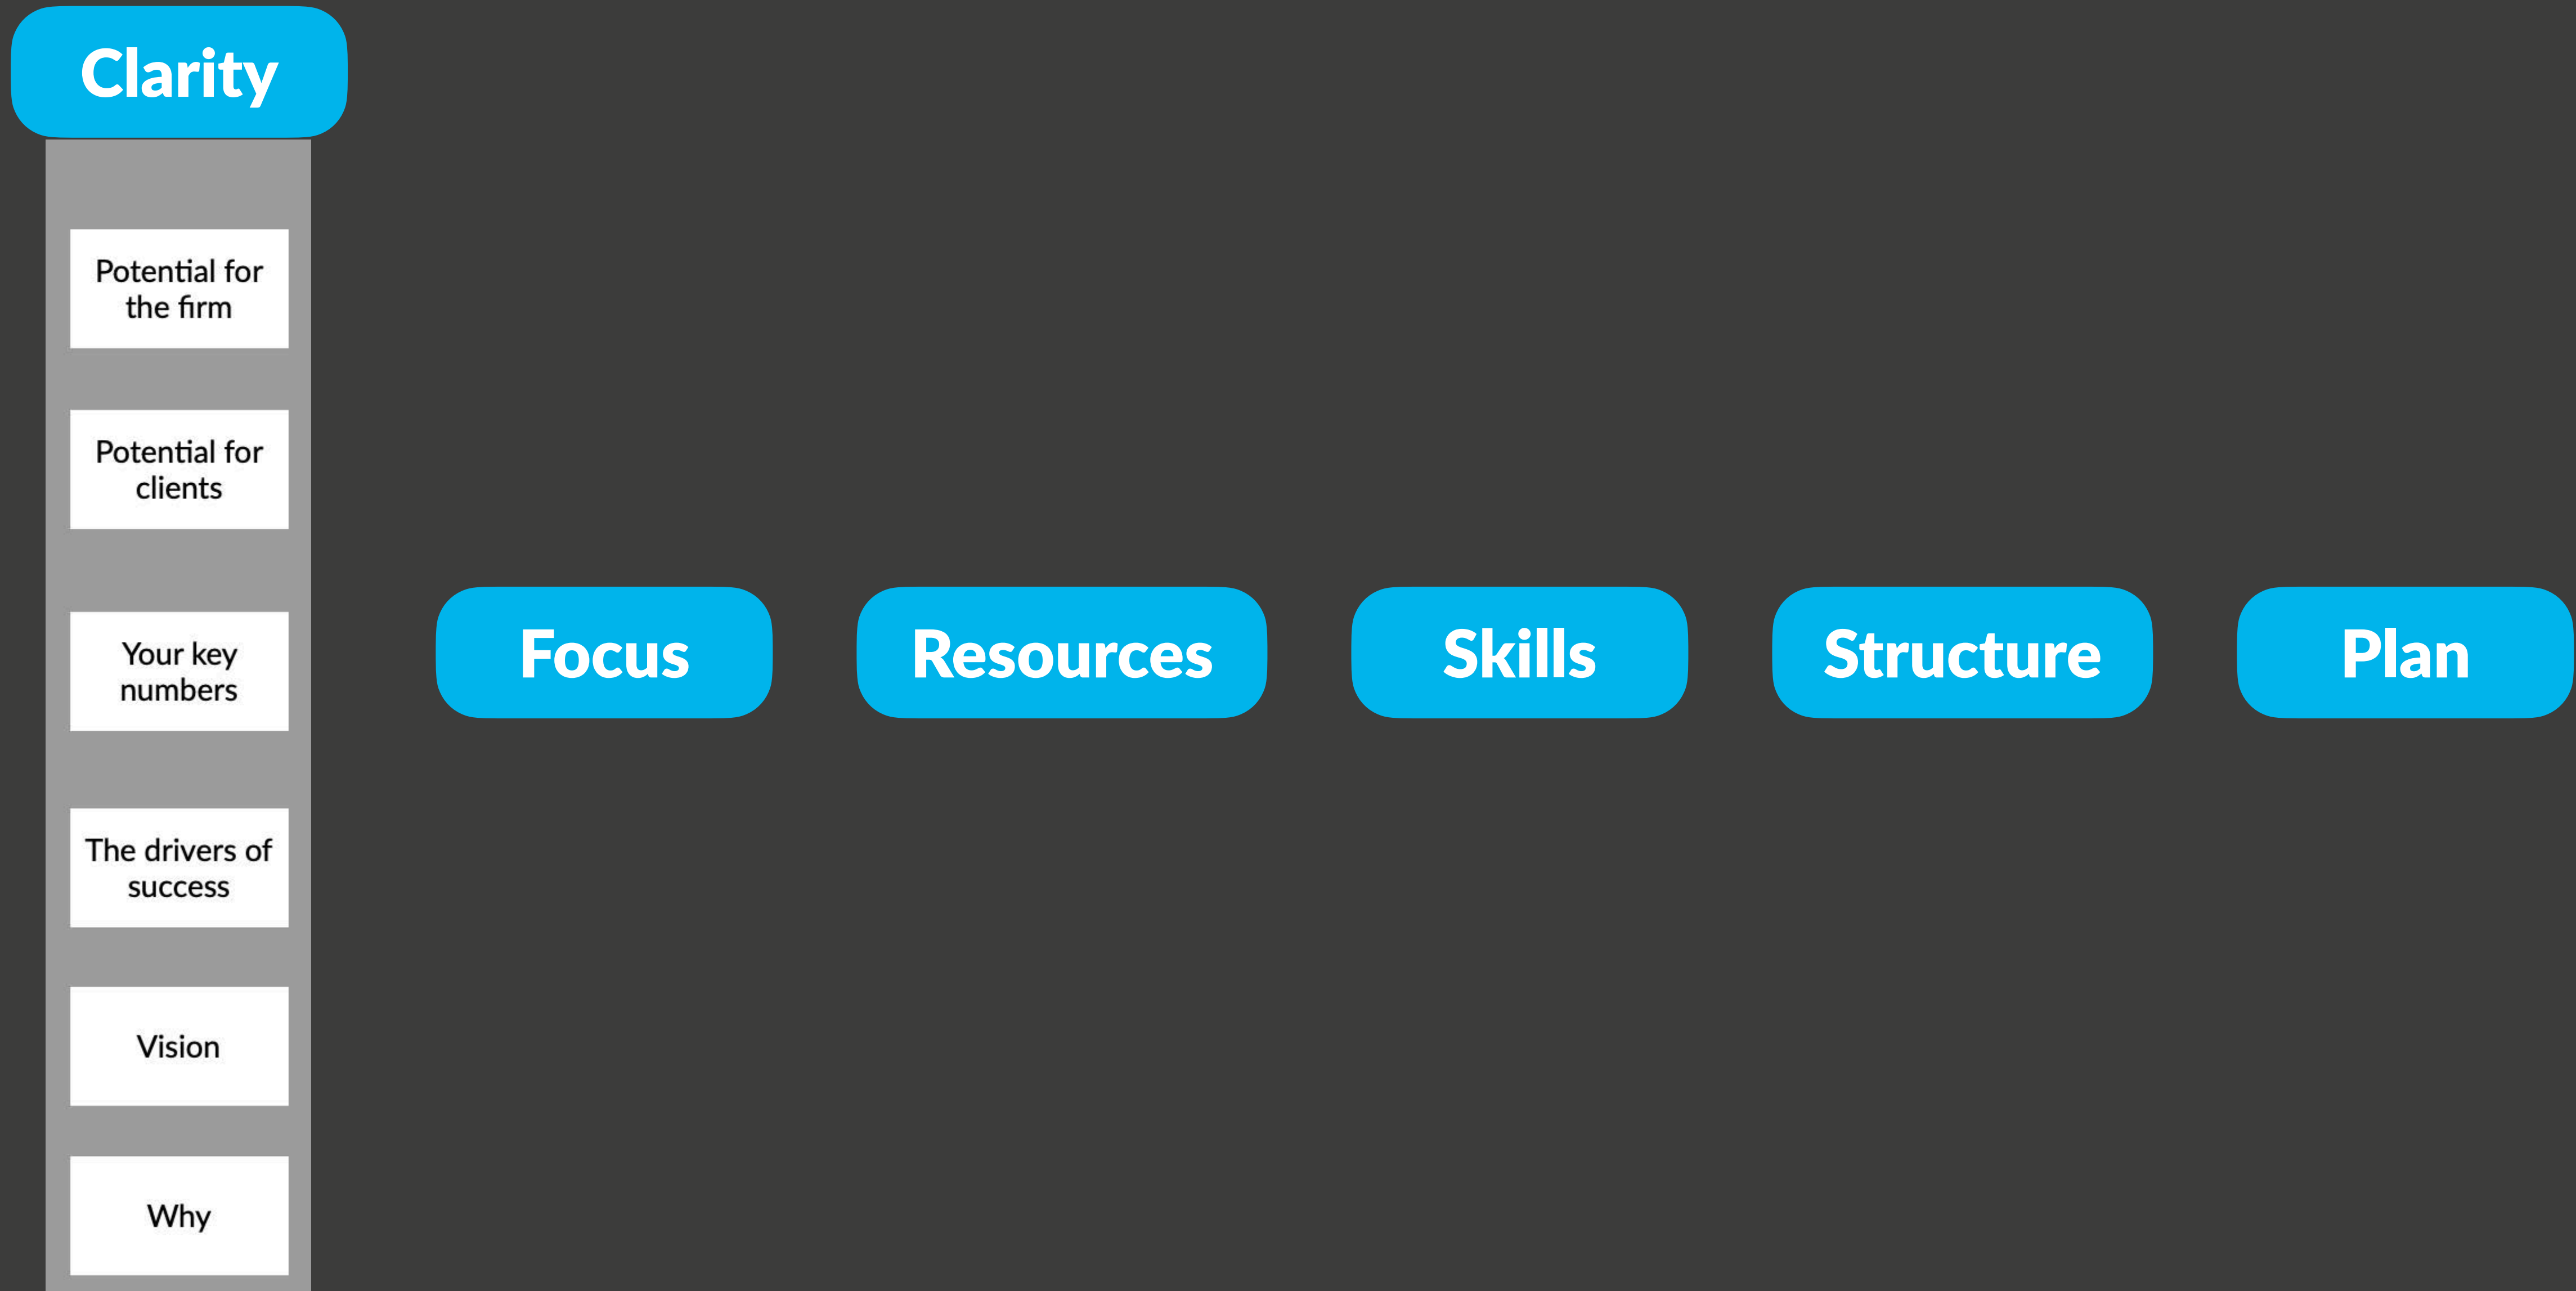 Clarity
Potential for
the firm
Potential for
clients
Your key
numbers
The drivers of
success
Vision
Why
Focus
Resources
Skills
Structure
Plan